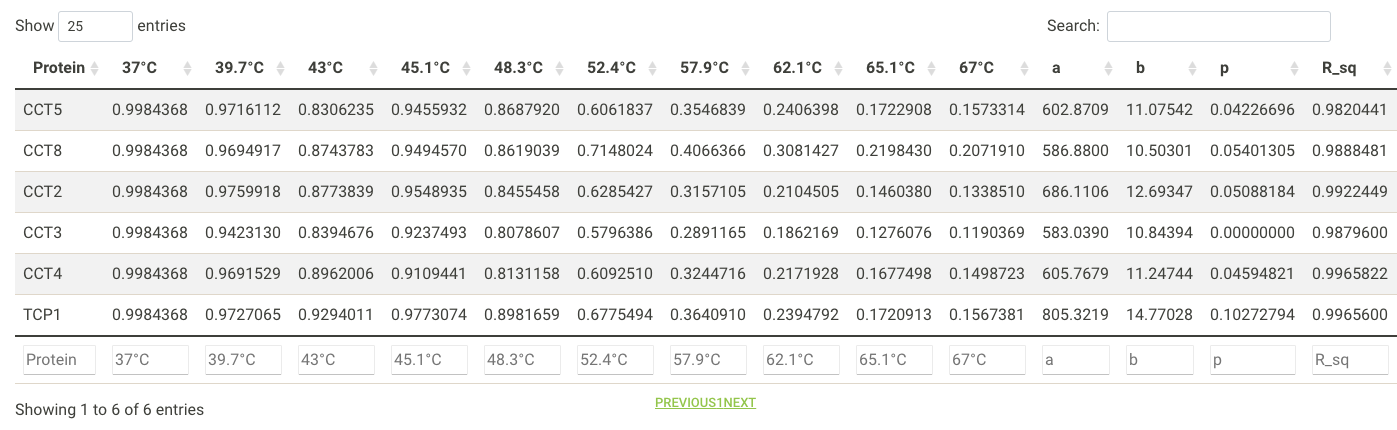 Show 25 entries Search:
Protein 37°C 39.7°C 43°C 45.1°C 48.3°C 52.4°C 57.9°C 62.1°C 65.1°C 67°C a b p R_sq
CCT5 0.9984368 0.9716112 0.8306235 0.9455932 0.8687920 0.6061837 0.3546839 0.2406398 0.1722908 0.1573314 602.8709 11.07542 0.04226696 0.9820441
CCT8 0.9984368 0.9694917 0.8743783 0.9494570 0.8619039 0.7148024 0.4066366 0.3081427 0.2198430 0.2071910 586.8800 10.50301 0.05401305 0.9888481
CCT2 0.9984368 0.9759918 0.8773839 0.9548935 0.8455458 0.6285427 0.3157105 0.2104505 0.1460380 0.1338510 686.1106 12.69347 0.05088184 0.9922449
CCT3 0.9984368 0.9423130 0.8394676 0.9237493 0.8078607 0.5796386 0.2891165 0.1862169 0.1276076 0.1190369 583.0390 10.84394 0.00000000 0.9879600
CCT4 0.9984368 0.9691529 0.8962006 0.9109441 0.8131158 0.6092510 0.3244716 0.2171928 0.1677498 0.1498723 605.7679 11.24744 0.04594821 0.9965822
TCP1 0.9984368 0.9727065 0.9294011 0.9773074 0.8981659 0.6775494 0.3640910 0.2394792 0.1720913 0.1567381 805.3219 14.77028 0.10272794 0.9965600
Protein 37°C 39.7°C 43°C 45.1°C 48.3°C 52.4°C 57.9°C 62.1°C 65.1°C 67°C a b p R_sq
Showing 1 to 6 of 6 entries PREVIOUS1NEXT